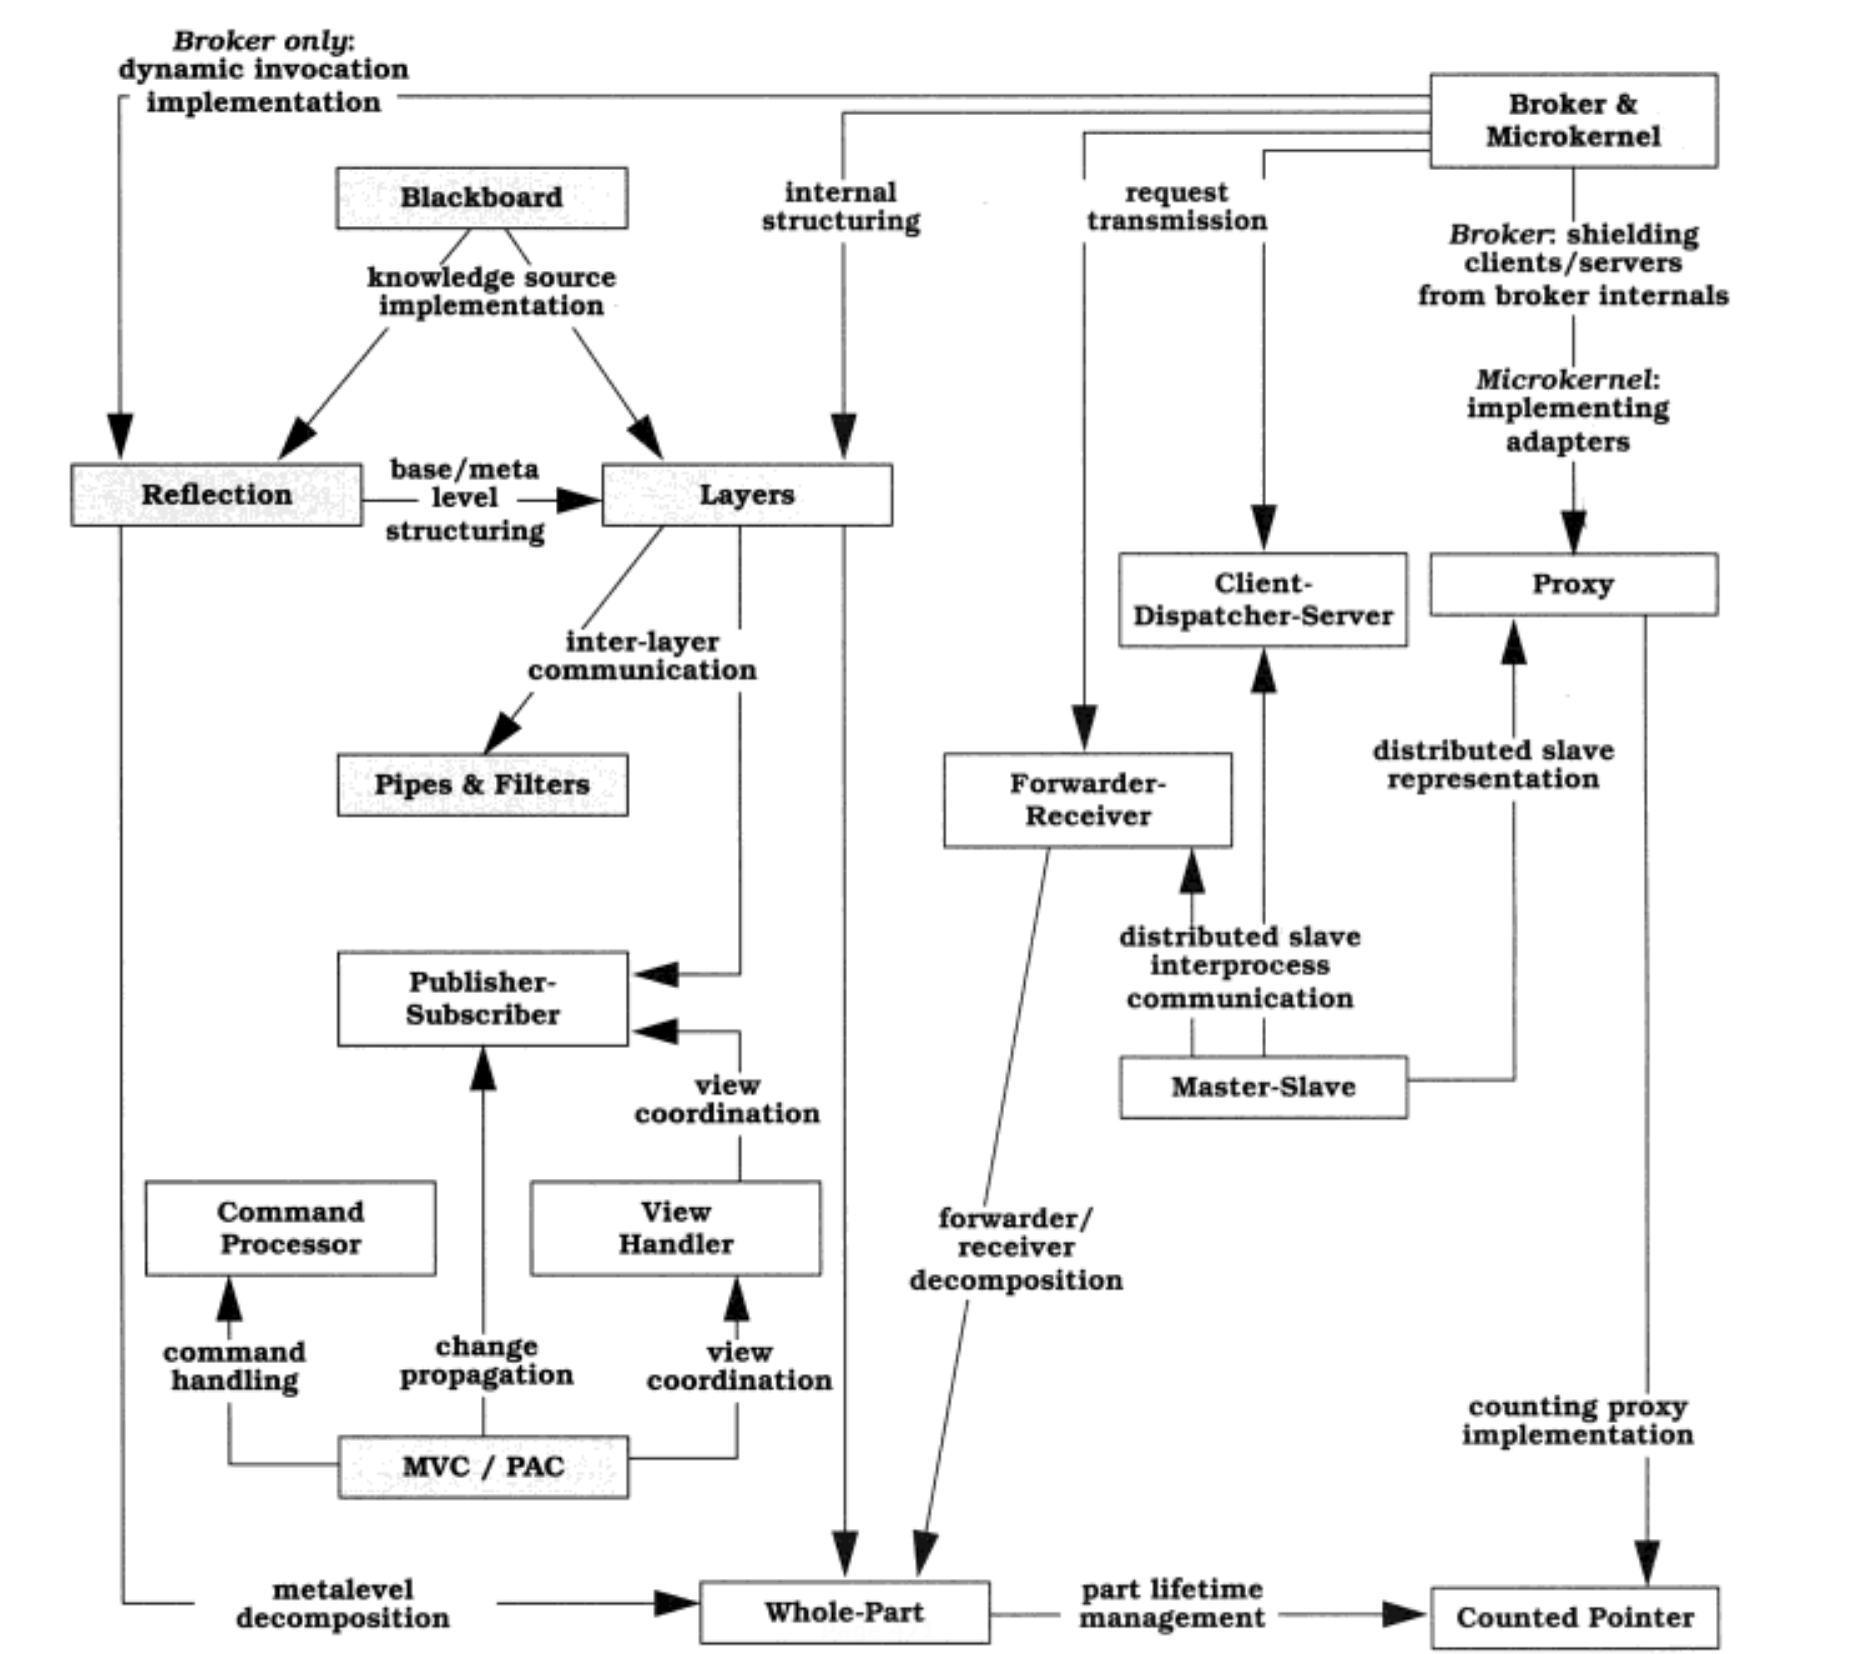 Broker only:
dynamic invocation
implementation
Broker &
Microkernel
Blackboard
internal
structuring
request
transmission
Broker: shielding
clients/servers
from broker internals
knowledge source
implementation
Microkernel:
implementing
adapters
Reflection
base/meta
level
structuring
Layers
Client-
Dispatcher-Server
Proxy
inter-layer
communication
Pipes & Filters
Forwarder-
Receiver
distributed slave
representation
distributed slave
interprocess
communication
Publisher-
Subscriber
view
coordination
Master-Slave
Command
Processor
View
Handler
forwarder/
receiver
decomposition
command
handling
change
propagation
view
coordination
counting proxy
implementation
MVC / PAC
metalevel
decomposition
Whole-Part
part lifetime
management
Counted Pointer